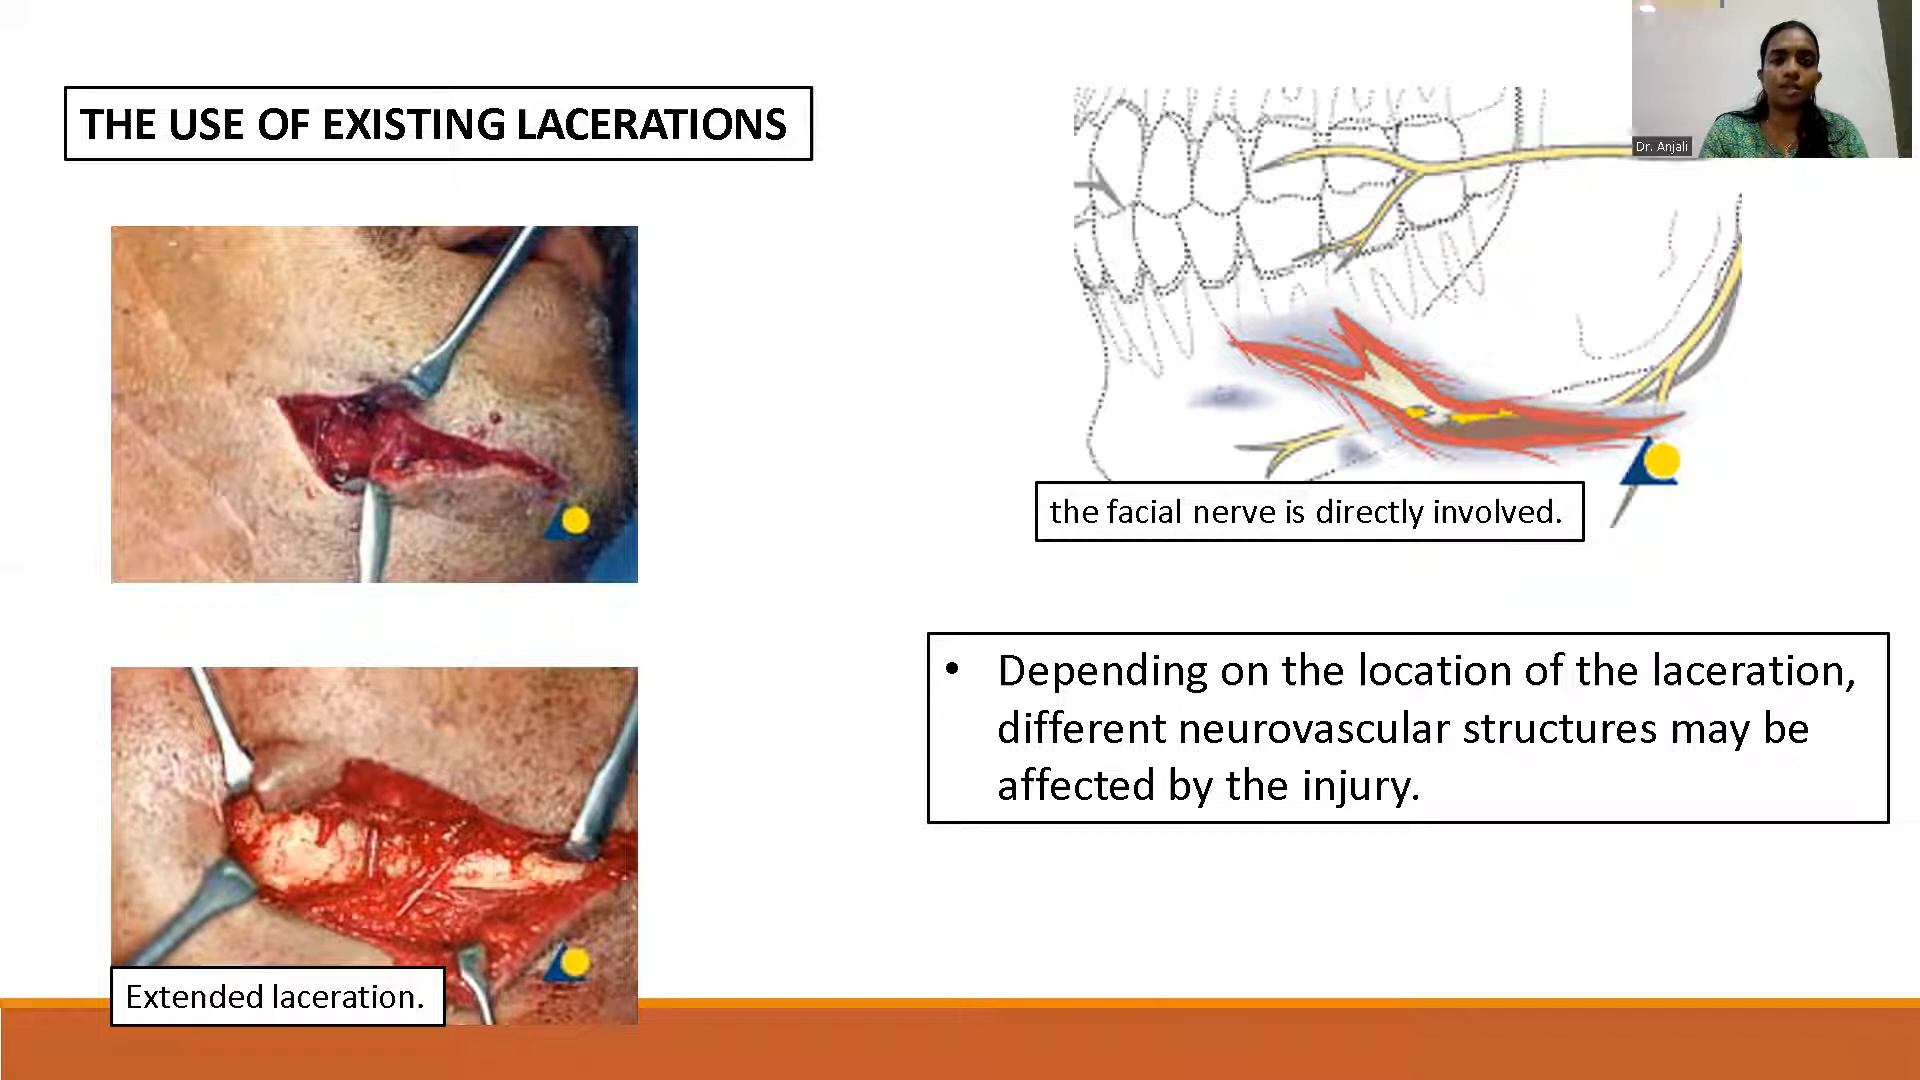 THE USE OF EXISTING LACERATIONS
Dr. Anjali
the facial nerve is directly involved.
• Depending on the location of the laceration,
different neurovascular structures may be
affected by the injury.
Extended laceration.